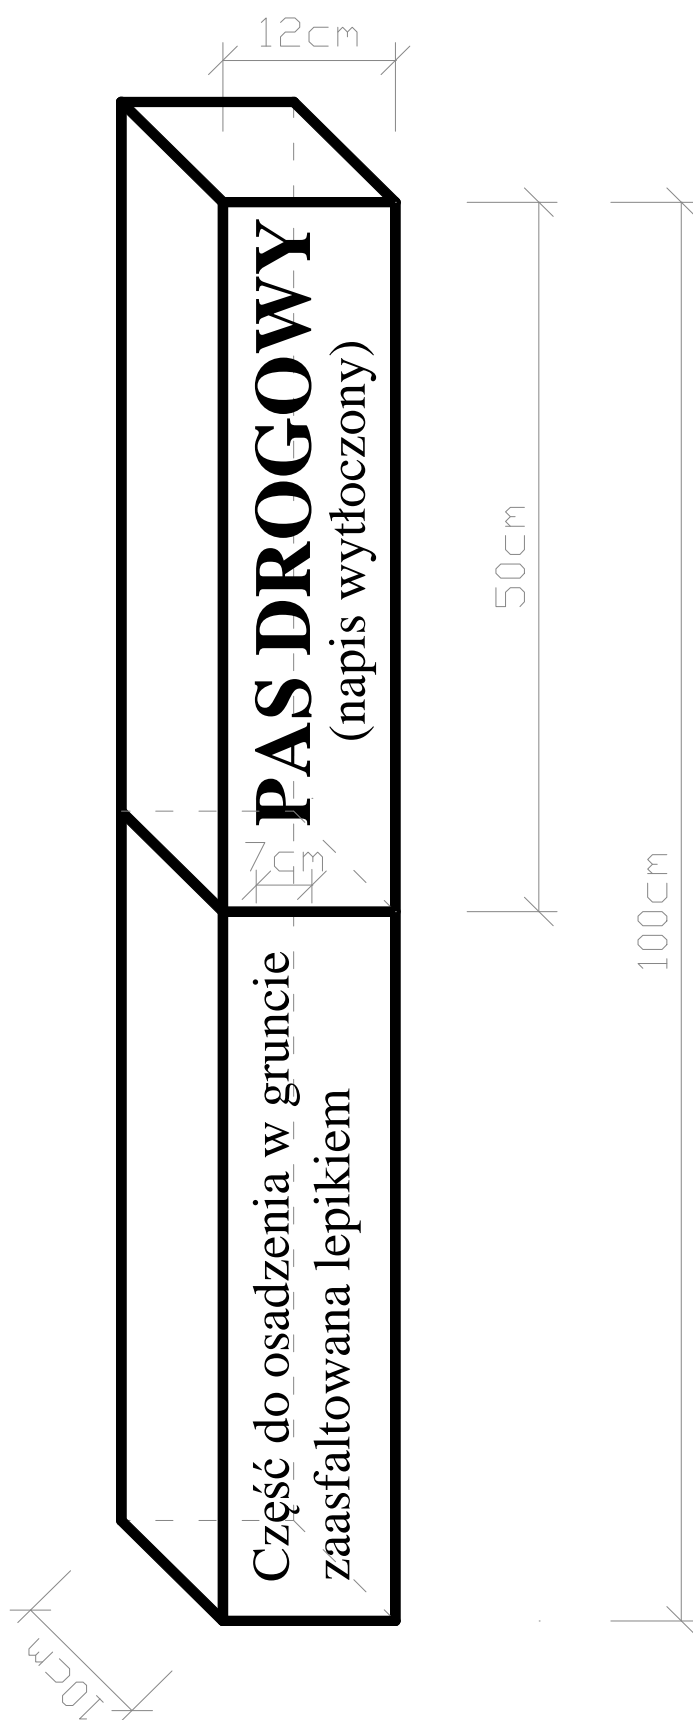 12cm
PAS DROGOWY
(napis wytłoczony)
50cm
100cm
7cm
Część do osadzenia w gruncie
zaasfaltowana lepikiem
10cm